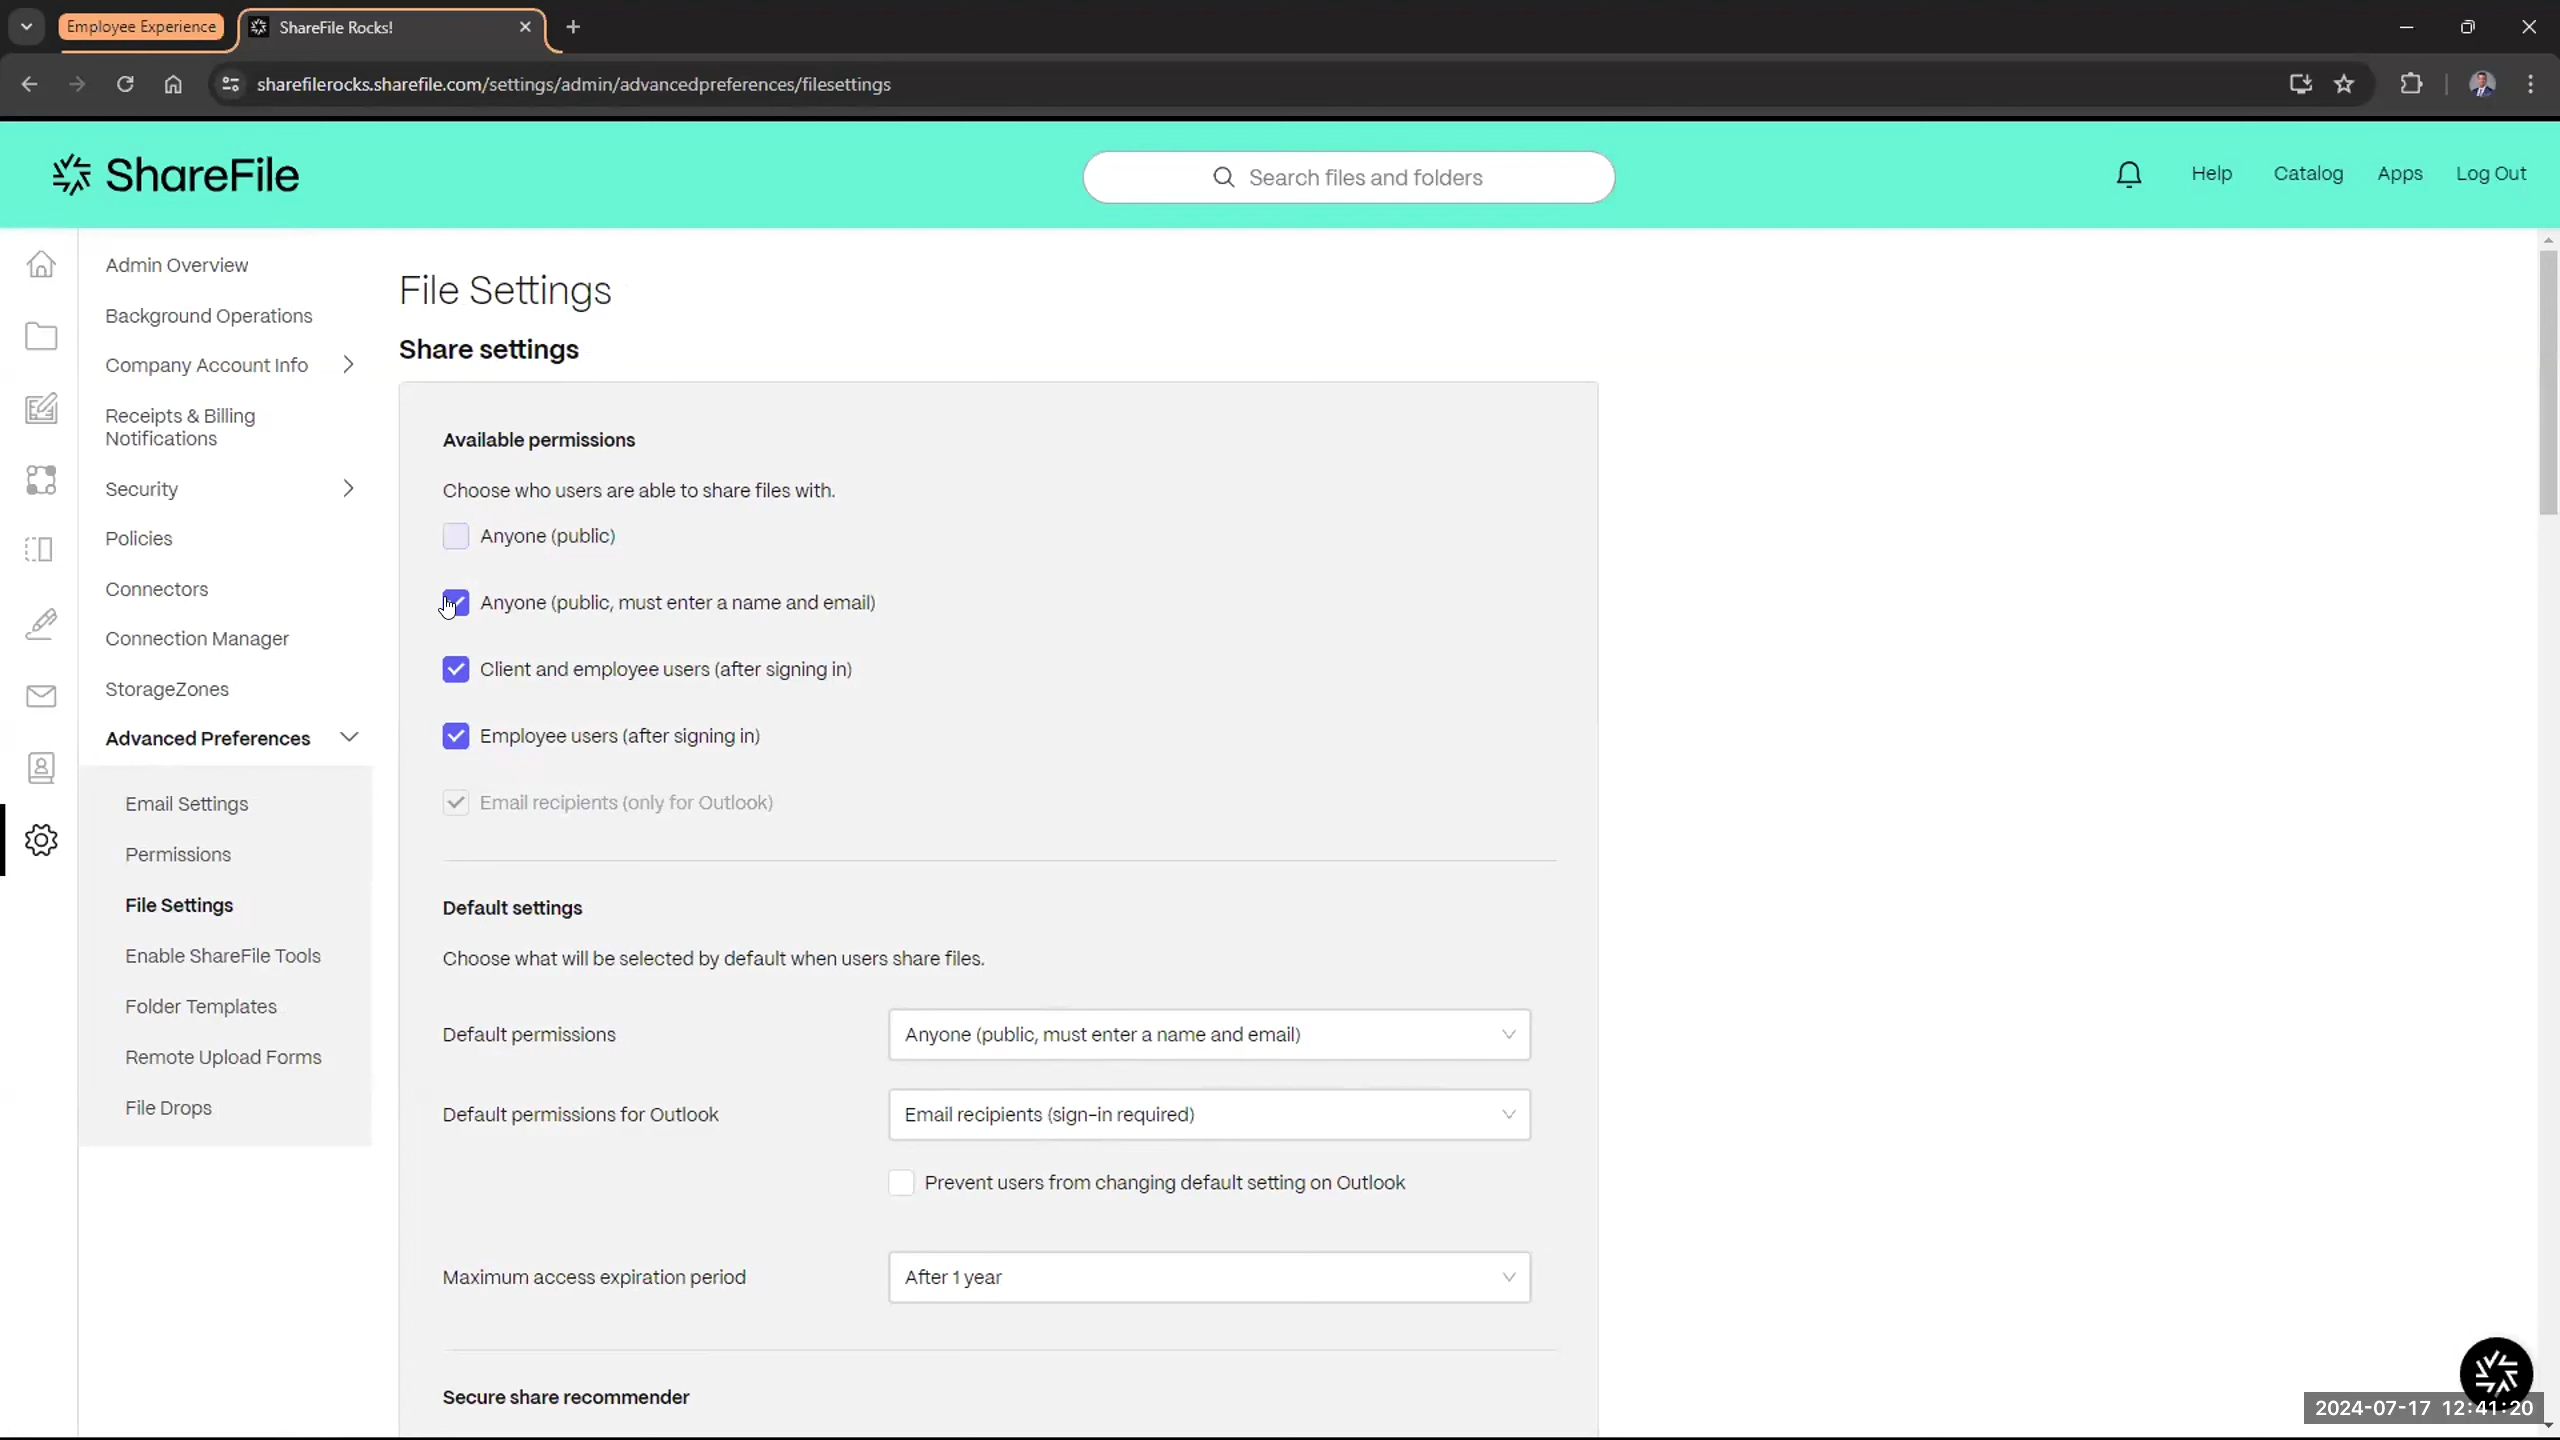 Employee Experience
ShareFile Rocks!
sharefilerocks.sharefile.com/settings/admin/advancedpreferences/filesettings
ShareFile
Search files and folders
Help
Catalog
Apps
Log Out
Admin Overview
Background Operations
Company Account Info
Receipts & Billing
Notifications
Security
Policies
Connectors
Connection Manager
StorageZones
Advanced Preferences
Email Settings
Permissions
File Settings
Enable ShareFile Tools
Folder Templates
Remote Upload Forms
File Drops
File Settings
Share settings
Available permissions
Choose who users are able to share files with.
Anyone (public)
Anyone (public, must enter a name and email)
Client and employee users (after signing in)
Employee users (after signing in)
Email recipients (only for Outlook)
Default settings
Choose what will be selected by default when users share files.
Default permissions
Anyone (public, must enter a name and email)
Default permissions for Outlook
Email recipients (sign-in required)
Prevent users from changing default setting on Outlook
Maximum access expiration period
After 1 year
Secure share recommender
2024-07-17 12:41:20